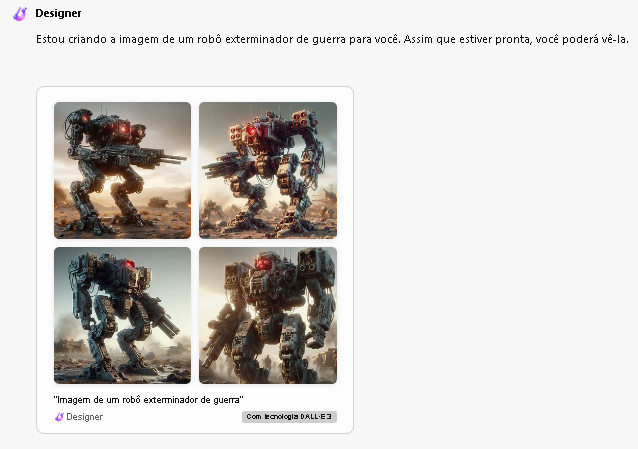 Designer
Estou criando a imagem de um robô exterminador de guerra para você. Assim que estiver pronta, você poderá vê-la.
"Imagem de um robô exterminador de guerra"
Designer
Com tecnologia DALL·E 3